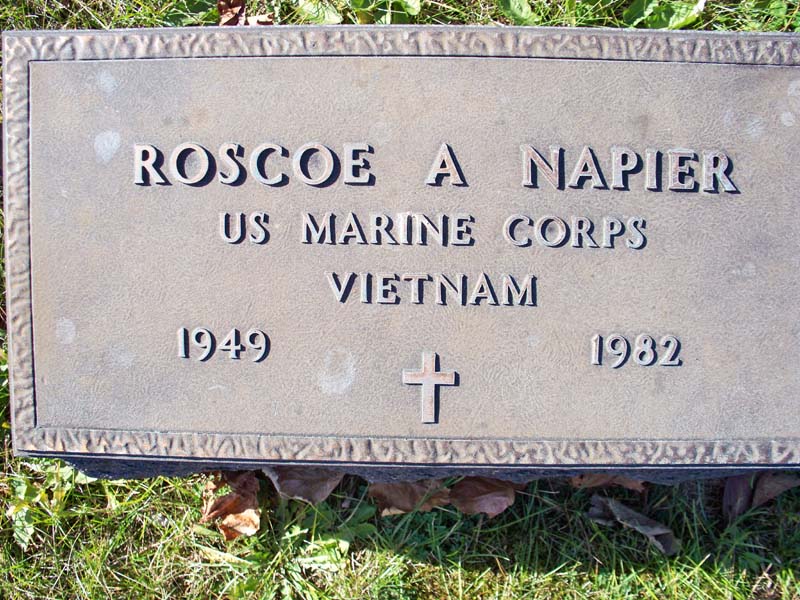 ROSCOE A NAPIER
US MARINE CORPS
VIETNAM
1949 1982